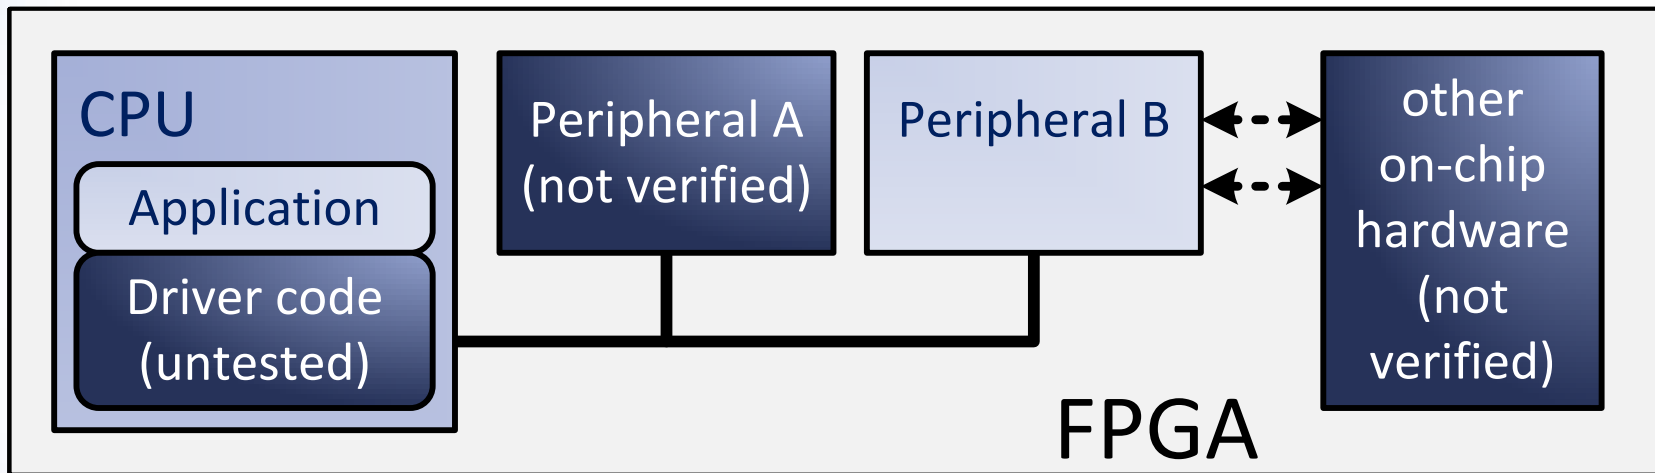 CPU
Application
Driver code
(untested)
Peripheral A
(not verified)
Peripheral B
other
on-chip
hardware
(not
verified)
FPGA